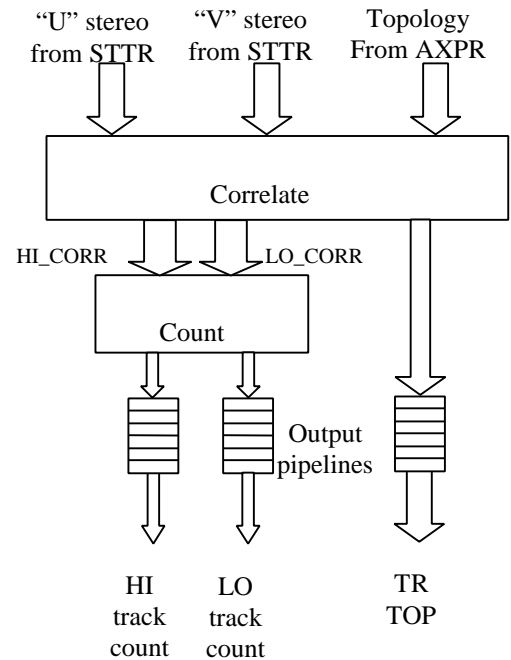 “U” stereo
from STTR
“V” stereo
from STTR
Topology
From AXPR
Correlate
HI_CORR
LO_CORR
Count
Output
pipelines
HI
track
count
LO
track
count
TR
TOP